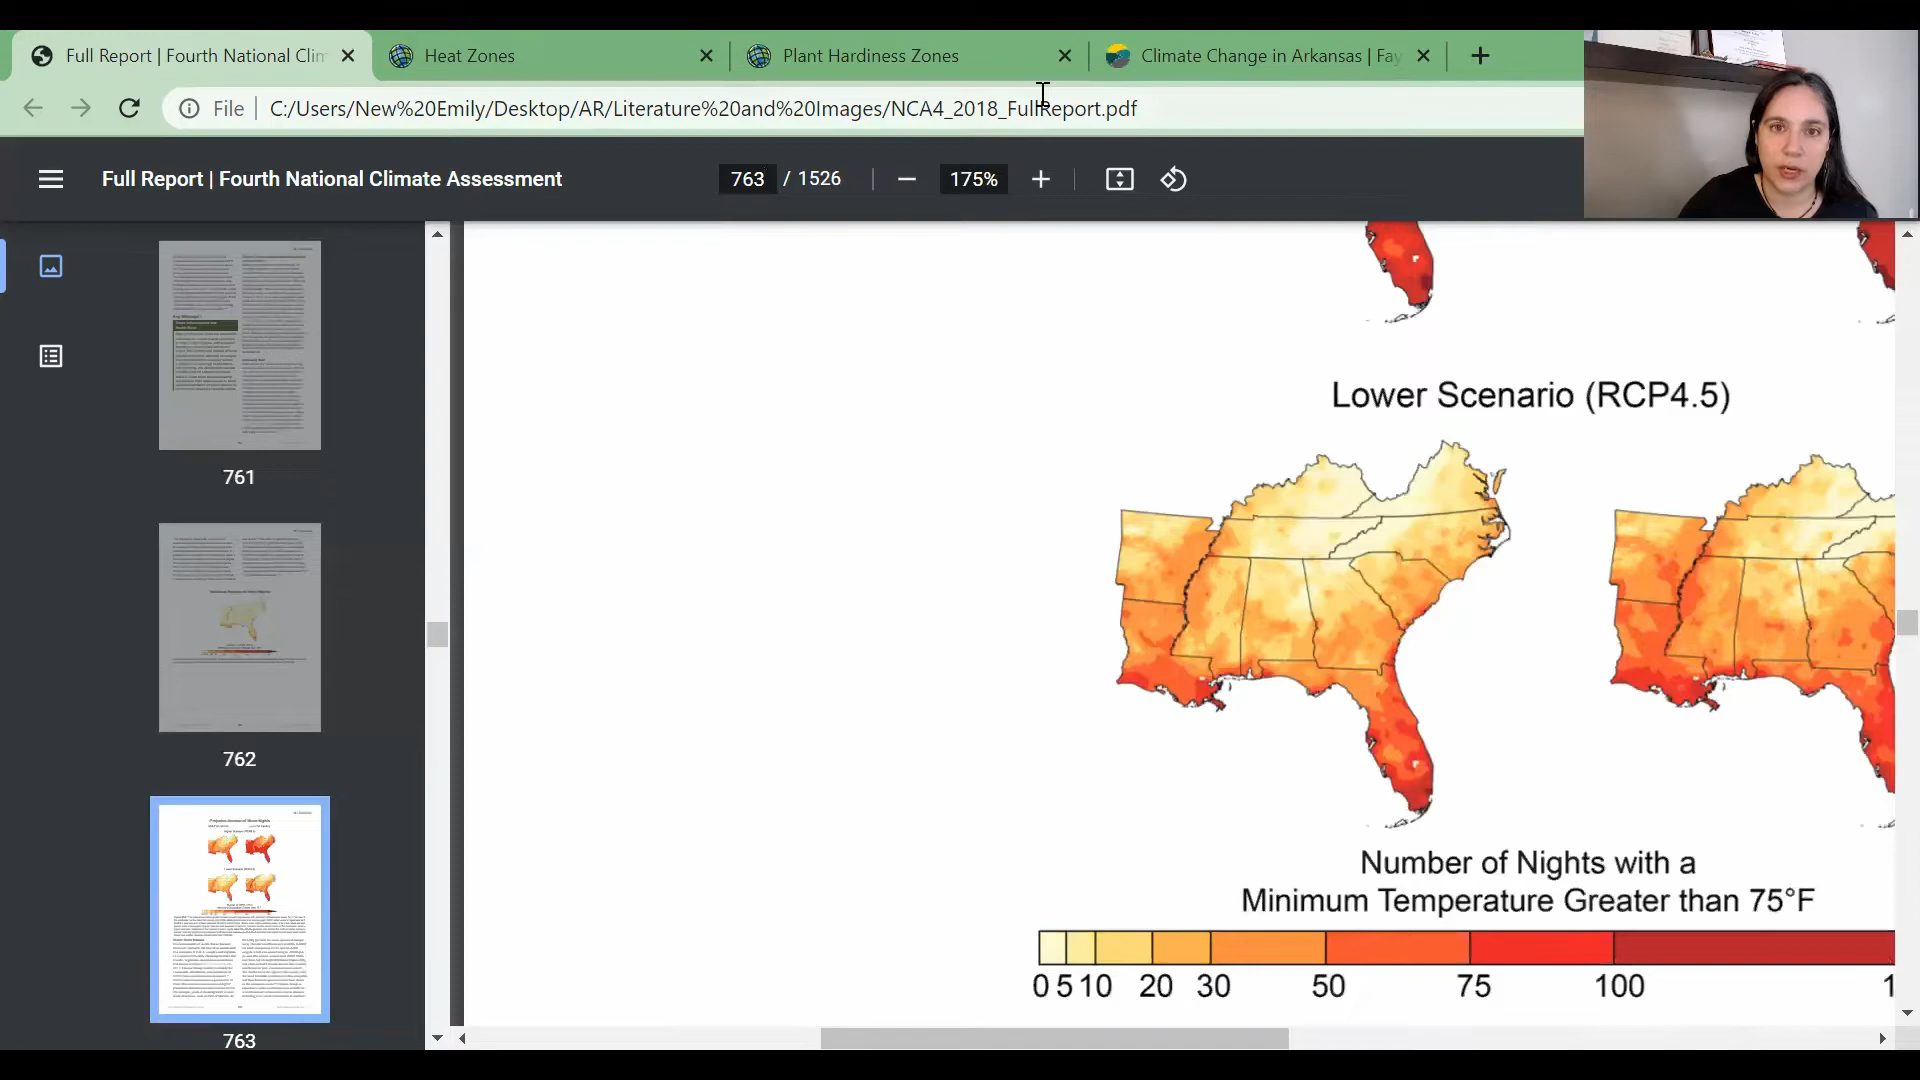 Full Report | Fourth National Clim
Heat Zones
Plant Hardiness Zones
Climate Change in Arkansas | Fay
File
C:/Users/New%20Emily/Desktop/AR/Literature%20and%20Images/NCA4_2018_FullReport.pdf
Full Report | Fourth National Climate Assessment
763 / 1526
175%
761
762
763
Lower Scenario (RCP4.5)
Number of Nights with a
Minimum Temperature Greater than 75°F
0 5 10 20 30 50 75 100 1